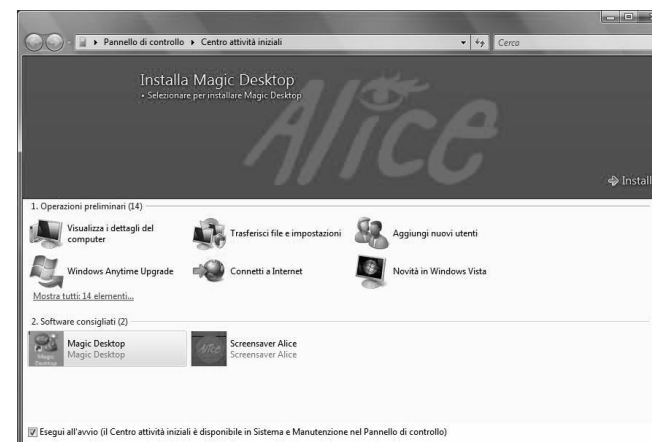 Pannello di controllo ▸ Centro attività iniziali
Cerca
Installa Magic Desktop
• Selezionare per installare Magic Desktop
Alice
Install
1. Operazioni preliminari (14)
Visualizza i dettagli del computer
Trasferisci file e impostazioni
Aggiungi nuovi utenti
Windows Anytime Upgrade
Connetti a Internet
Novità in Windows Vista
Mostra tutti: 14 elementi...
2. Software consigliati (2)
Magic Desktop
Magic Desktop
Magic Desktop
Alice
Screensaver Alice
Screensaver Alice
Esegui all'avvio (il Centro attività iniziali è disponibile in Sistema e Manutenzione nel Pannello di controllo)